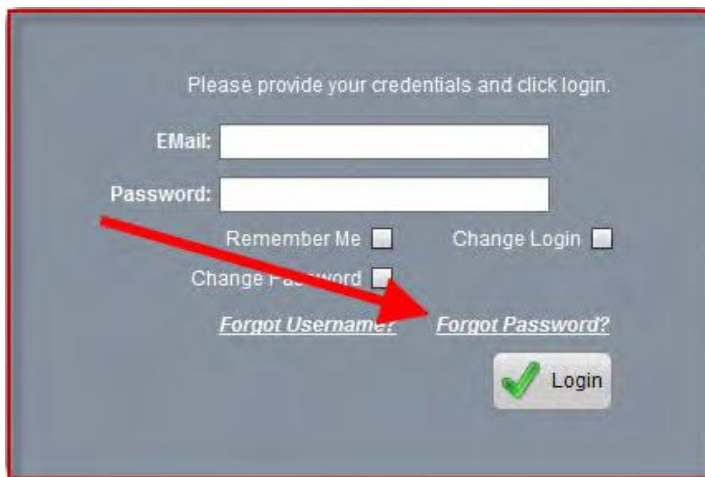 Please provide your credentials and click login.
EMail:
Password:
Remember Me Change Login
Change Password
Forgot Username? Forgot Password?
Login